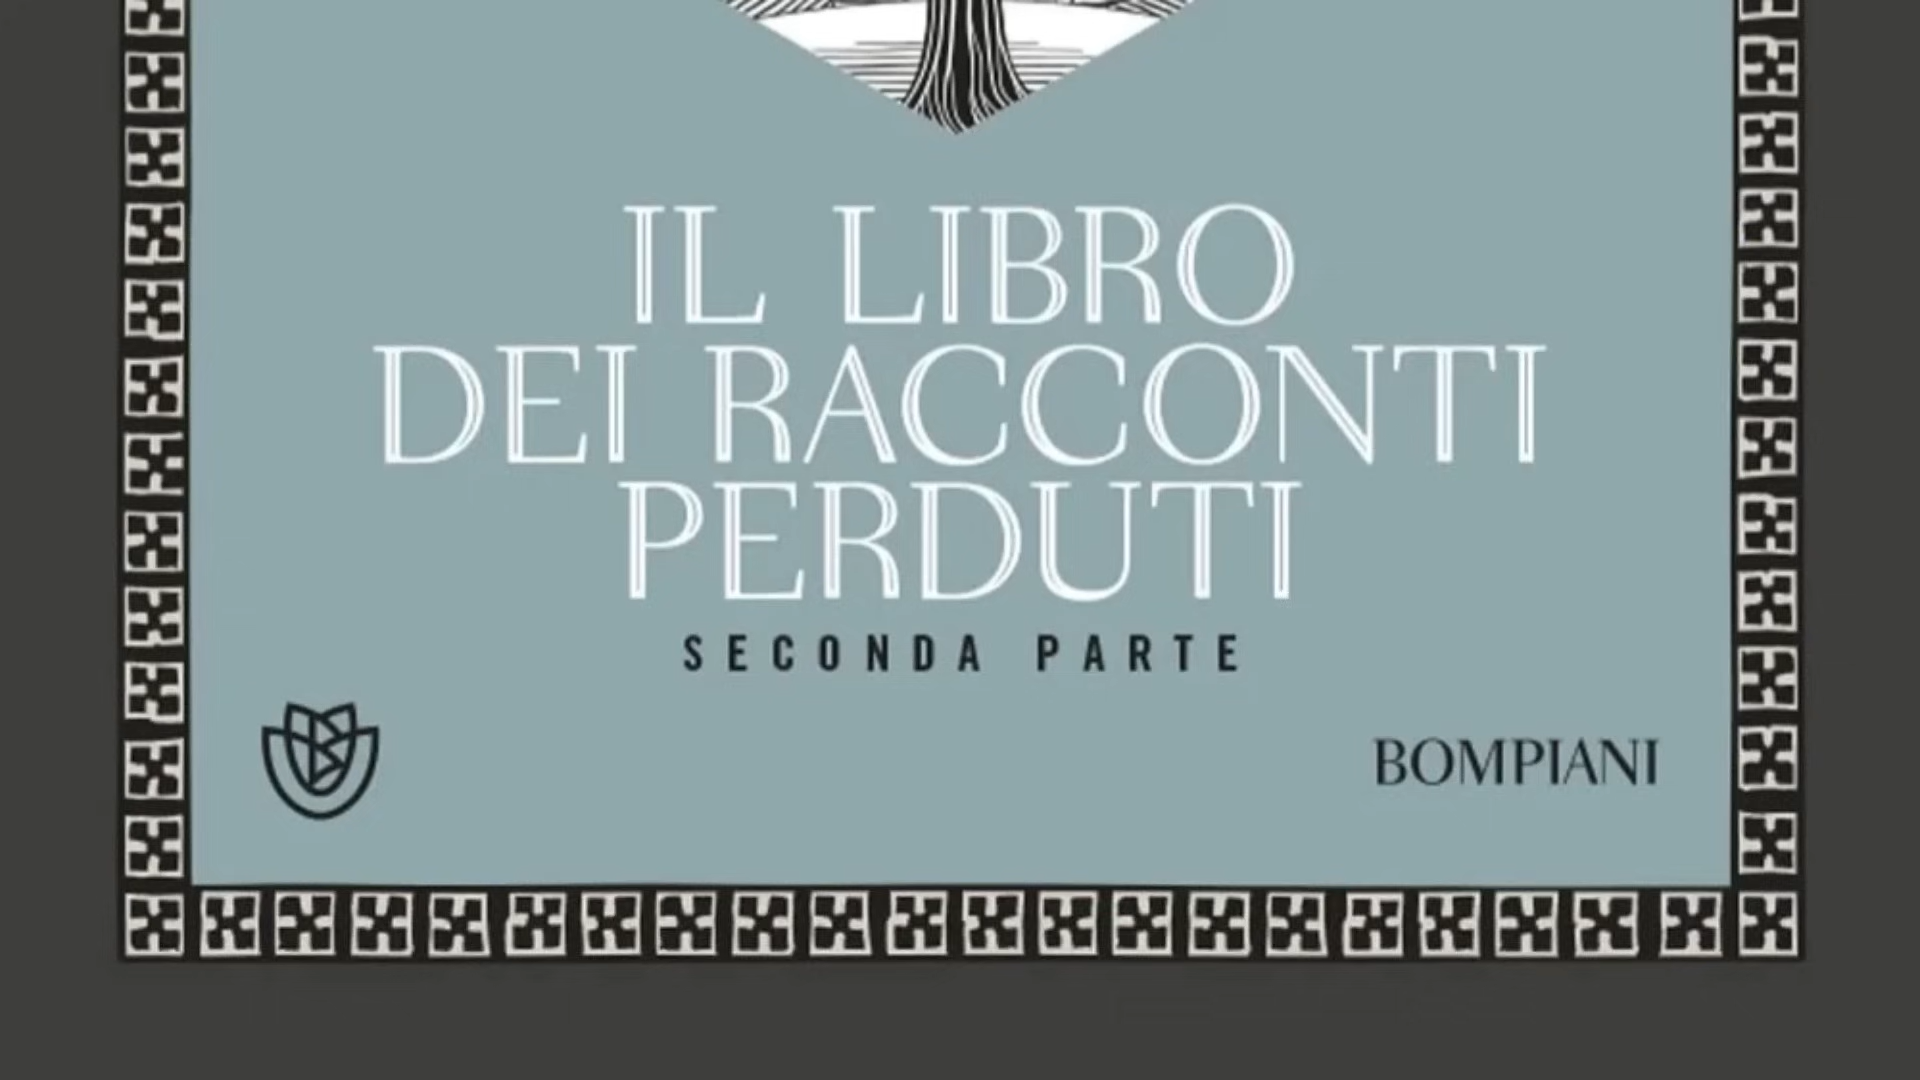 IL LIBRO
DEI RACCONTI
PERDUTI
SECONDA PARTE
BOMPIANI